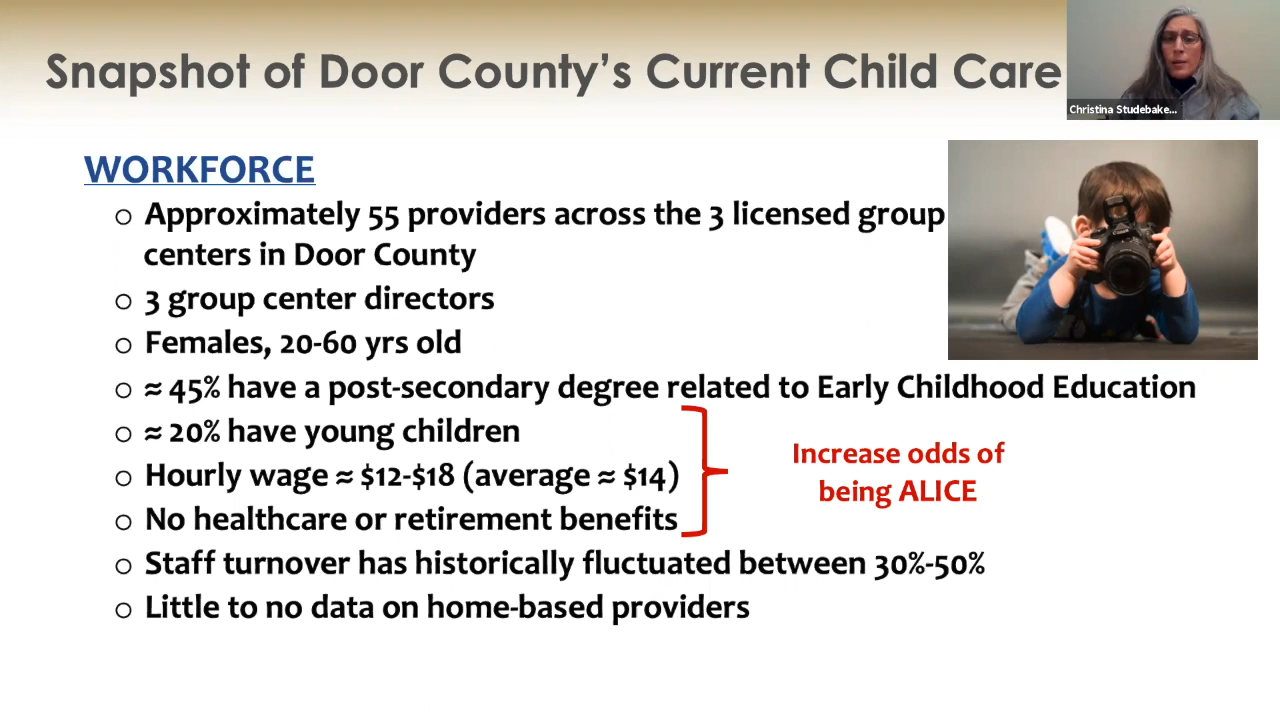 Snapshot of Door County’s Current Child Care
Christina Studebake...
WORKFORCE
○ Approximately 55 providers across the 3 licensed group
centers in Door County
○ 3 group center directors
○ Females, 20-60 yrs old
○ ≈ 45% have a post-secondary degree related to Early Childhood Education
○ ≈ 20% have young children
○ Hourly wage ≈ $12-$18 (average ≈ $14)
○ No healthcare or retirement benefits
Increase odds of
being ALICE
○ Staff turnover has historically fluctuated between 30%-50%
○ Little to no data on home-based providers